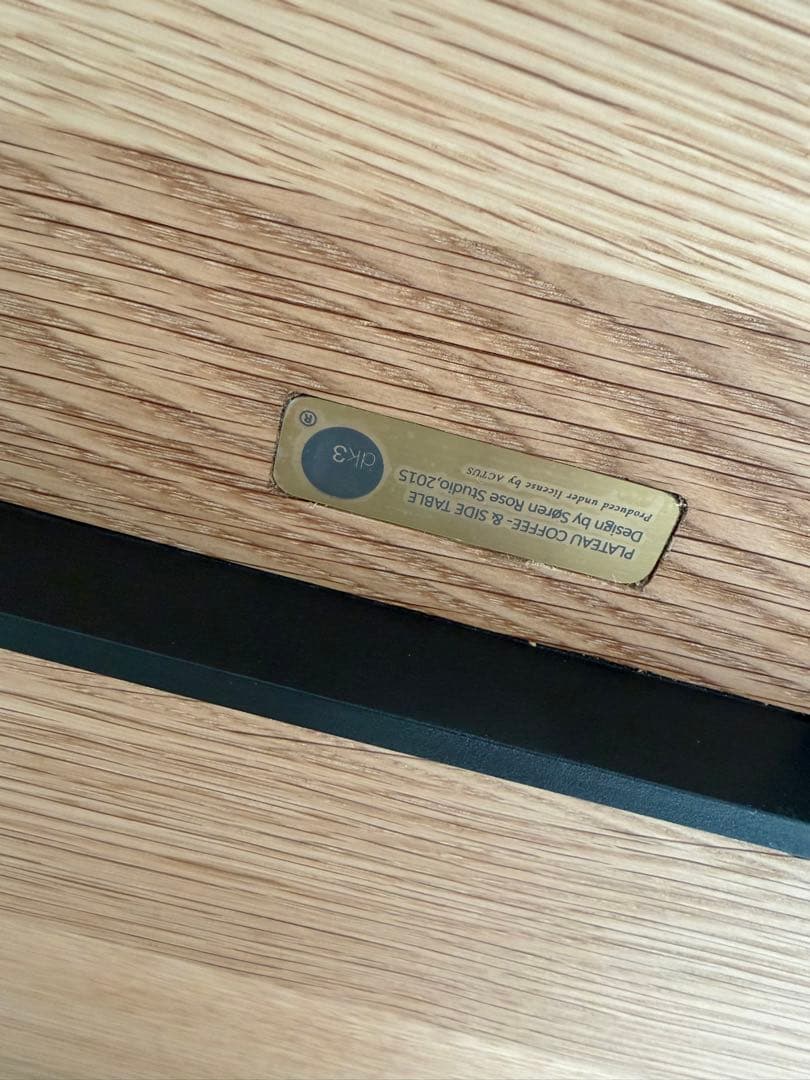 PLATEAU COFFEE- & SIDE TABLE
Design by Søren Rose Studio,2015
Produced under license by ACTUS
dk3
®